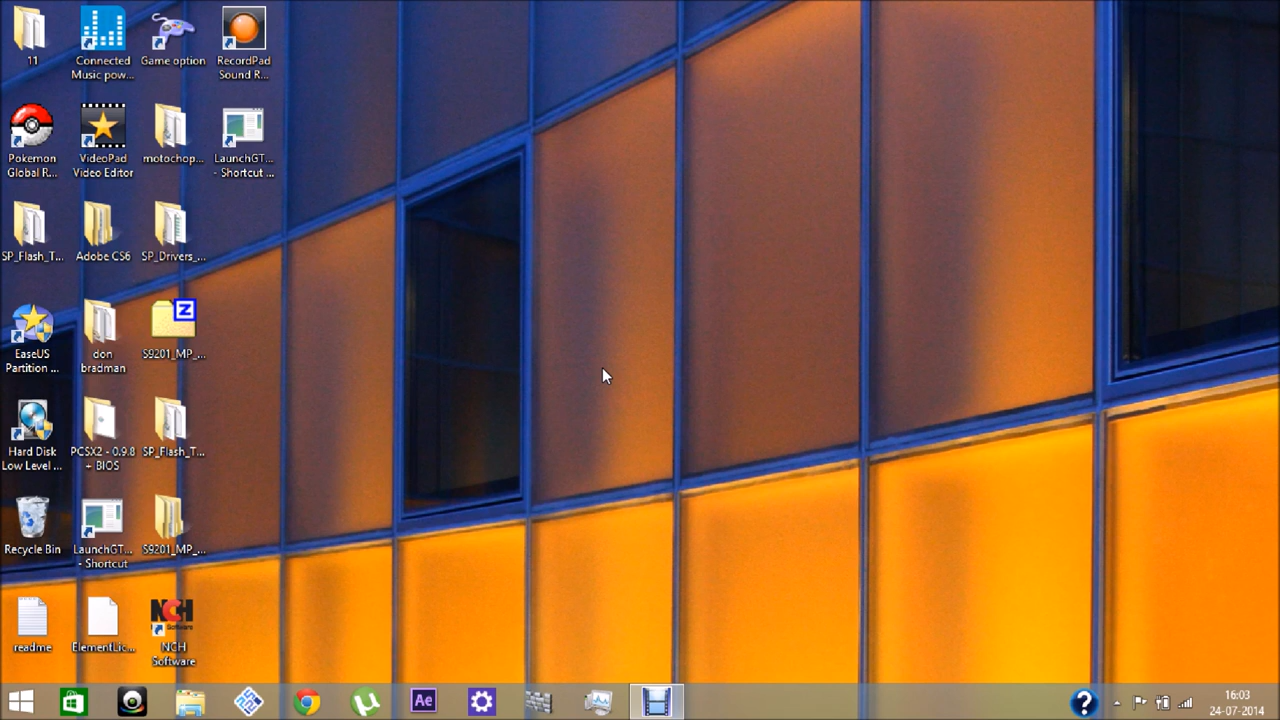 11
Connected
Music pow...
Game option
RecordPad
Sound R...
Pokemon
Global R...
VideoPad
Video Editor
motochop...
LaunchGT...
- Shortcut ...
SP_Flash_T...
Adobe CS6
SP_Drivers_...
EaseUS
Partition ...
don
bradman
Z
S9201_MP_...
Hard Disk
Low Level ...
PCSX2 - 0.9.8
+ BIOS
SP_Flash_T...
Recycle Bin
LaunchGT...
- Shortcut
S9201_MP_...
readme
ElementLic...
NCH
Software
NCH
Software
Ae
?
16:03
24-07-2014